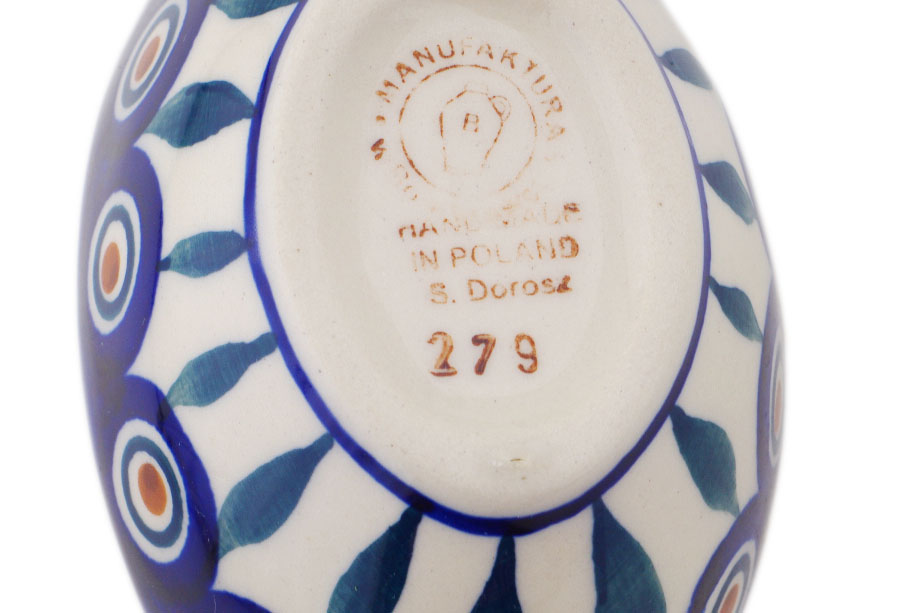 MANUFAKTURA
B
HAND MADE
IN POLAND
S. Dorosz
279